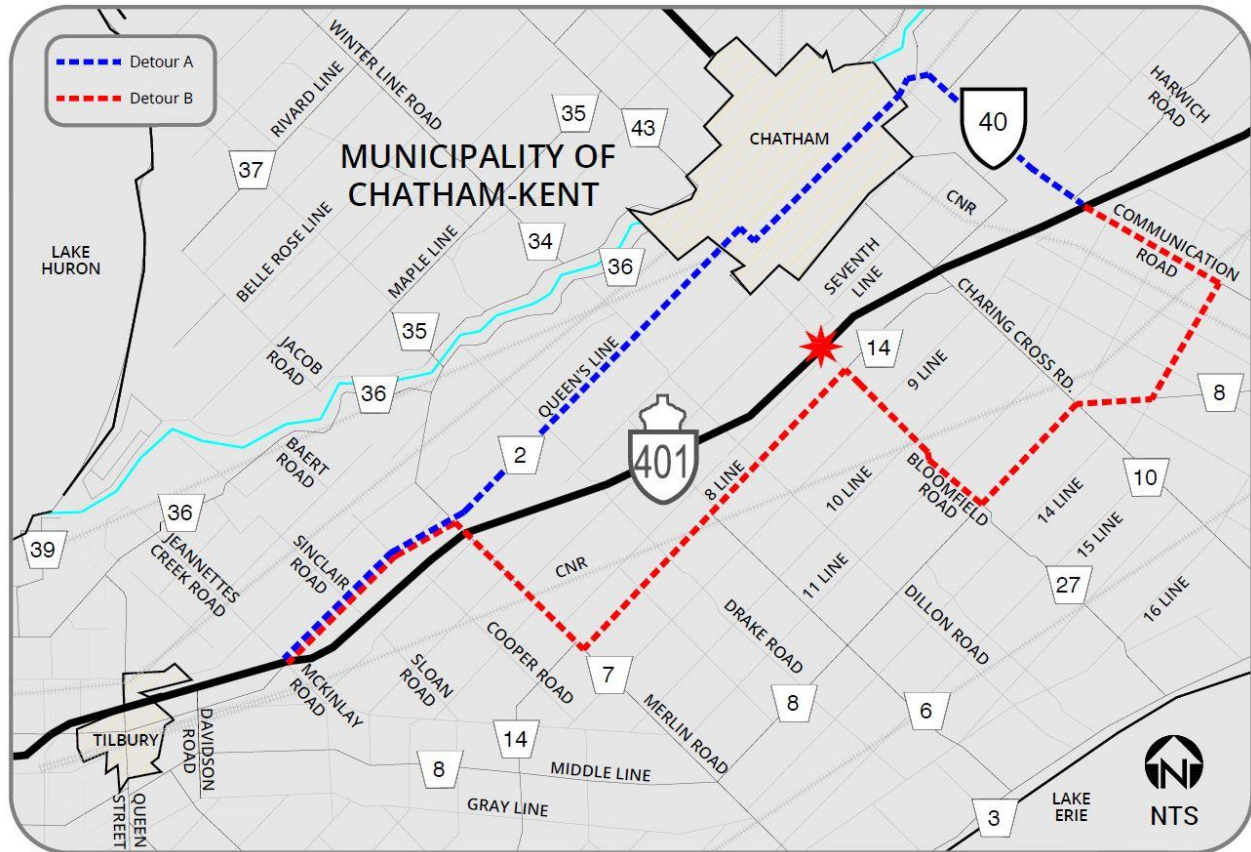 Detour A
Detour B
WINTER LINE ROAD
RIVARD LINE
35
43
37
MUNICIPALITY OF
CHATHAM-KENT
CHATHAM
40
HARWICH
ROAD
CNR
COMMUNICATION
ROAD
LAKE
HURON
BELLE ROSE LINE
MAPLE LINE
34
36
SEVENTH
LINE
CHARING CROSS RD.
35
JACOB
ROAD
36
QUEEN'S LINE
14
9 LINE
8
2
401
8 LINE
10 LINE
BLOOMFIELD
ROAD
14 LINE
10
BAERT
ROAD
36
JEANNETTES
CREEK ROAD
39
SINCLAIR
ROAD
CNR
11 LINE
15 LINE
27
16 LINE
DRAKE ROAD
DILLON ROAD
COOPER ROAD
SLOAN
ROAD
MCKINLAY
ROAD
7
MERLIN ROAD
8
6
TILBURY
DAVIDSON
ROAD
14
8
MIDDLE LINE
GRAY LINE
QUEEN
STREET
3
LAKE
ERIE
N
NTS